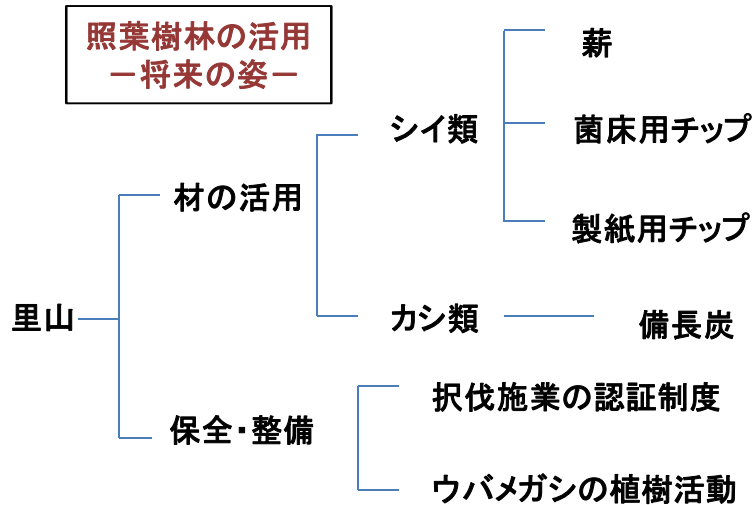 照葉樹林の活用
－将来の姿－
里山
材の活用
シイ類
薪
菌床用チップ
製紙用チップ
カシ類
備長炭
保全・整備
択伐施業の認証制度
ウバメガシの植樹活動